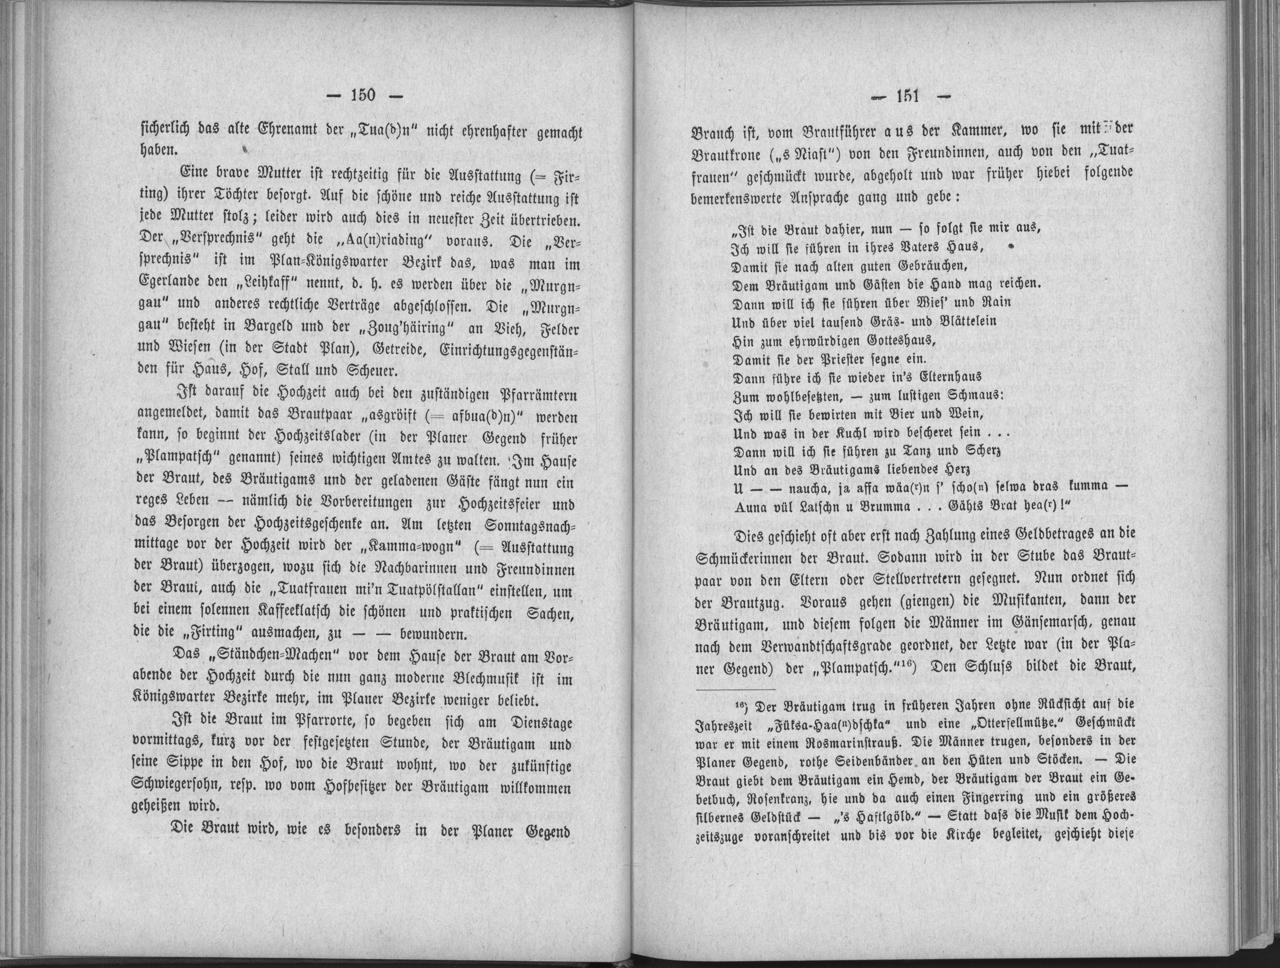 — 150 —
sicherlich das alte Ehrenamt der „Tua(d)n“ nicht ehrenhafter gemacht
haben.
Eine brave Mutter ist rechtzeitig für die Ausstattung (= Fir-
ting) ihrer Töchter besorgt. Auf die schöne und reiche Ausstattung ist
jede Mutter stolz; leider wird auch dies in neuester Zeit übertrieben.
Der „Versprechnis“ geht die „Aa(n)riading“ voraus. Die „Ver-
sprechnis“ ist im Plan-Königswarter Bezirk das, was man im
Egerlande den „Leihkaff“ nennt, d. h. es werden über die „Murgn-
gau“ und anderes rechtliche Verträge abgeschlossen. Die „Murgn-
gau“ besteht in Bargeld und der „Zoug'häiring“ an Vieh, Felder
und Wiesen (in der Stadt Plan), Getreide, Einrichtungsgegenstän-
den für Haus, Hof, Stall und Scheuer.
Ist darauf die Hochzeit auch bei den zuständigen Pfarrämtern
angemeldet, damit das Brautpaar „asgröift (= afbua(d)n)“ werden
kann, so beginnt der Hochzeitslader (in der Planer Gegend früher
„Plampatsch“ genannt) seines wichtigen Amtes zu walten. Im Hause
der Braut, des Bräutigams und der geladenen Gäste fängt nun ein
reges Leben — nämlich die Vorbereitungen zur Hochzeitsfeier und
das Besorgen der Hochzeitsgeschenke an. Am letzten Sonntagsnach-
mittage vor der Hochzeit wird der „Kamma-wogn“ (= Ausstattung
der Braut) überzogen, wozu sich die Nachbarinnen und Freundinnen
der Braut, auch die „Tuatfrauen mi'n Tuatpölstallan“ einstellen, um
bei einem solennen Kaffeeklatsch die schönen und praktischen Sachen,
die die „Firting“ ausmachen, zu — — bewundern.
Das „Ständchen-Machen“ vor dem Hause der Braut am Vor-
abende der Hochzeit durch die nun ganz moderne Blechmusik ist im
Königswarter Bezirke mehr, im Planer Bezirke weniger beliebt.
Ist die Braut im Pfarrorte, so begeben sich am Dienstage
vormittags, kurz vor der festgesetzten Stunde, der Bräutigam und
seine Sippe in den Hof, wo die Braut wohnt, wo der zukünftige
Schwiegersohn, resp. wo vom Hofbesitzer der Bräutigam willkommen
geheißen wird.
Die Braut wird, wie es besonders in der Planer Gegend
— 151 —
Brauch ist, vom Brautführer aus der Kammer, wo sie mit der
Brautkrone („s Niast“) von den Freundinnen, auch von den „Tuat-
frauen“ geschmückt wurde, abgeholt und war früher hiebei folgende
bemerkenswerte Ansprache gang und gebe:
„Ist die Braut dahier, nun — so folgt sie mir aus,
Ich will sie führen in ihres Vaters Haus,
Damit sie nach alten guten Gebräuchen,
Dem Bräutigam und Gästen die Hand mag reichen.
Dann will ich sie führen über Wies' und Rain
Und über viel tausend Gräs- und Blättelein
Hin zum ehrwürdigen Gotteshaus,
Damit sie der Priester segne ein.
Dann führe ich sie wieder in's Elternhaus
Zum wohlbesetzten, — zum lustigen Schmaus:
Ich will sie bewirten mit Bier und Wein,
Und was in der Kuchl wird bescheret sein . . .
Dann will ich sie führen zu Tanz und Scherz
Und an des Bräutigams liebendes Herz
U — — naucha, ja affa wäa(r)n s' scho(n) selwa dras kumma —
Auna vül Latschn u Brumma . . . Gähts Brat hea(r)!“
Dies geschieht oft aber erst nach Zahlung eines Geldbetrages an die
Schmückerinnen der Braut. Sodann wird in der Stube das Braut-
paar von den Eltern oder Stellvertretern gesegnet. Nun ordnet sich
der Brautzug. Voraus gehen (giengen) die Musikanten, dann der
Bräutigam, und diesem folgen die Männer im Gänsemarsch, genau
nach dem Verwandtschaftsgrade geordnet, der Letzte war (in der Pla-
ner Gegend) der „Plampatsch.“¹⁶) Den Schluss bildet die Braut,
¹⁶) Der Bräutigam trug in früheren Jahren ohne Rücksicht auf die
Jahreszeit „Füksa-Haa(n)dschka“ und eine „Otterfellmütze.“ Geschmückt
war er mit einem Rosmarinstrauß. Die Männer trugen, besonders in der
Planer Gegend, rothe Seidenbänder an den Hüten und Stöcken. — Die
Braut giebt dem Bräutigam ein Hemd, der Bräutigam der Braut ein Ge-
betbuch, Rosenkranz, hie und da auch einen Fingerring und ein größeres
silbernes Geldstück — „'s Haftlgöld.“ — Statt dass die Musik dem Hoch-
zeitszuge voranschreitet und bis vor die Kirche begleitet, geschieht diese